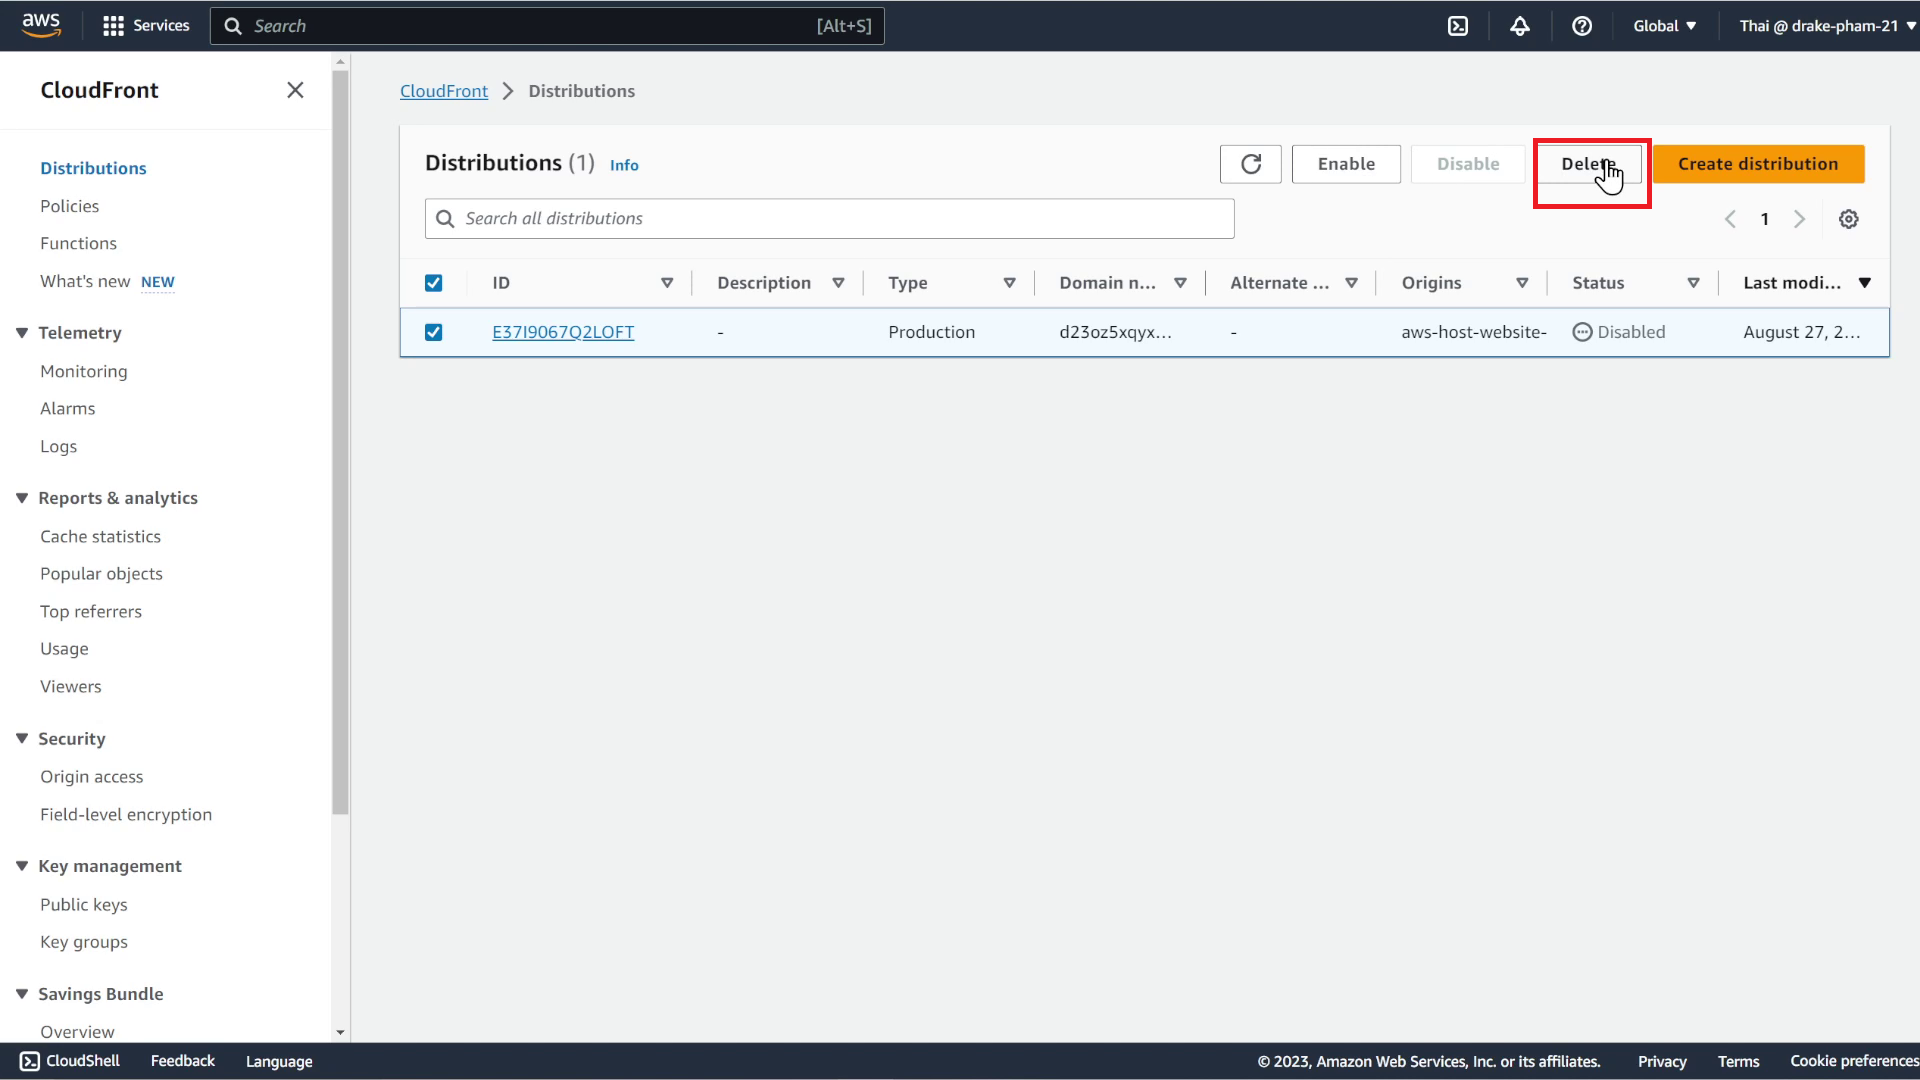 aws
Services
Search
[Alt+S]
Global
Thai @ drake-pham-21
CloudFront
Distributions
Policies
Functions
What's new NEW
Telemetry
Monitoring
Alarms
Logs
Reports & analytics
Cache statistics
Popular objects
Top referrers
Usage
Viewers
Security
Origin access
Field-level encryption
Key management
Public keys
Key groups
Savings Bundle
Overview
CloudFront > Distributions
Distributions (1) Info
Enable
Disable
Delete
Create distribution
Search all distributions
1
ID Description Type Domain n... Alternate ... Origins Status Last modi...
E37I9067Q2LOFT - Production d23oz5xqyx... - aws-host-website- Disabled August 27, 2...
CloudShell Feedback Language
© 2023, Amazon Web Services, Inc. or its affiliates. Privacy Terms Cookie preferences